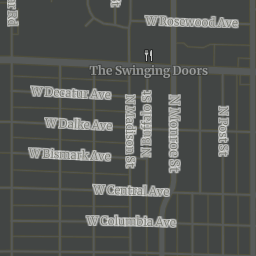 W Rosewood Ave
The Swinging Doors
W Decatur Ave
W Dalke Ave
W Bismark Ave
N Madison St
N Monroe St
N Post St
W Central Ave
W Columbia Ave